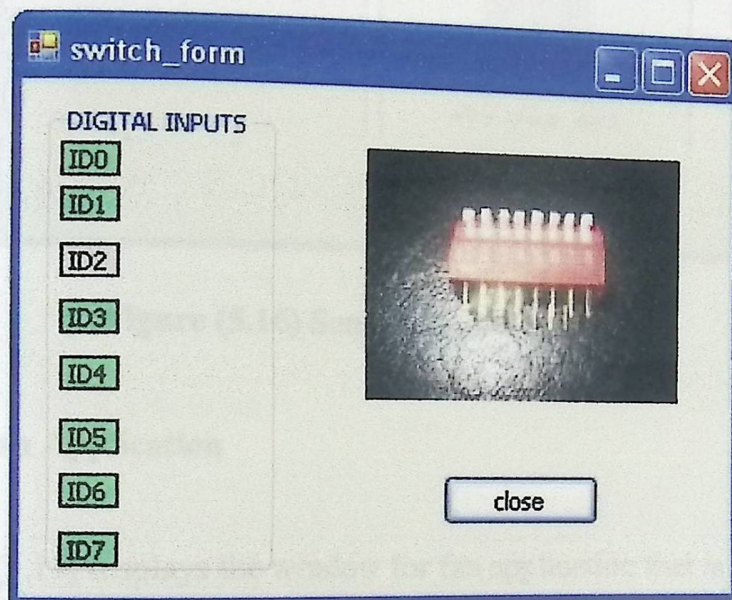 switch_form
DIGITAL INPUTS
ID0
ID1
ID2
ID3
ID4
ID5
ID6
ID7
close